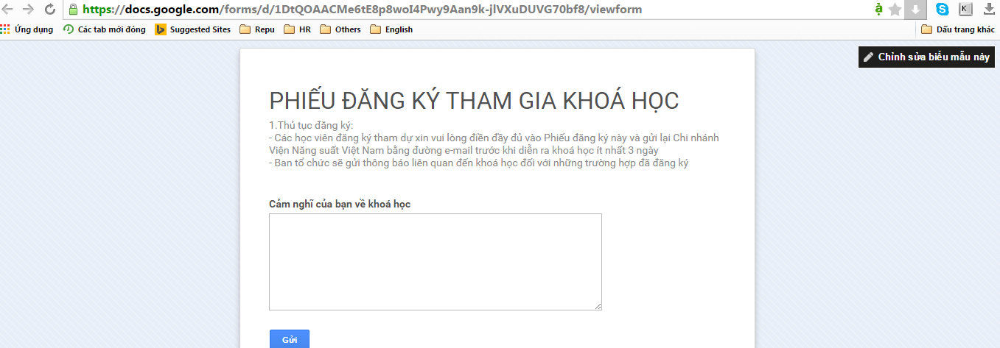 https://docs.google.com/forms/d/1DtQOAACMe6tE8p8woI4Pwy9Aan9k-jlVXuDUVG70bf8/viewform ả K
Ứng dụng Các tab mới đóng Suggested Sites Repu HR Others English Dấu trang khác
Chỉnh sửa biểu mẫu này
PHIẾU ĐĂNG KÝ THAM GIA KHOÁ HỌC
1.Thủ tục đăng ký:
- Các học viên đăng ký tham dự xin vui lòng điền đầy đủ vào Phiếu đăng ký này và gửi lại Chi nhánh
Viện Năng suất Việt Nam bằng đường e-mail trước khi diễn ra khoá học ít nhất 3 ngày
- Ban tổ chức sẽ gửi thông báo liên quan đến khoá học đối với những trường hợp đã đăng ký
Cảm nghĩ của bạn về khoá học
Gửi